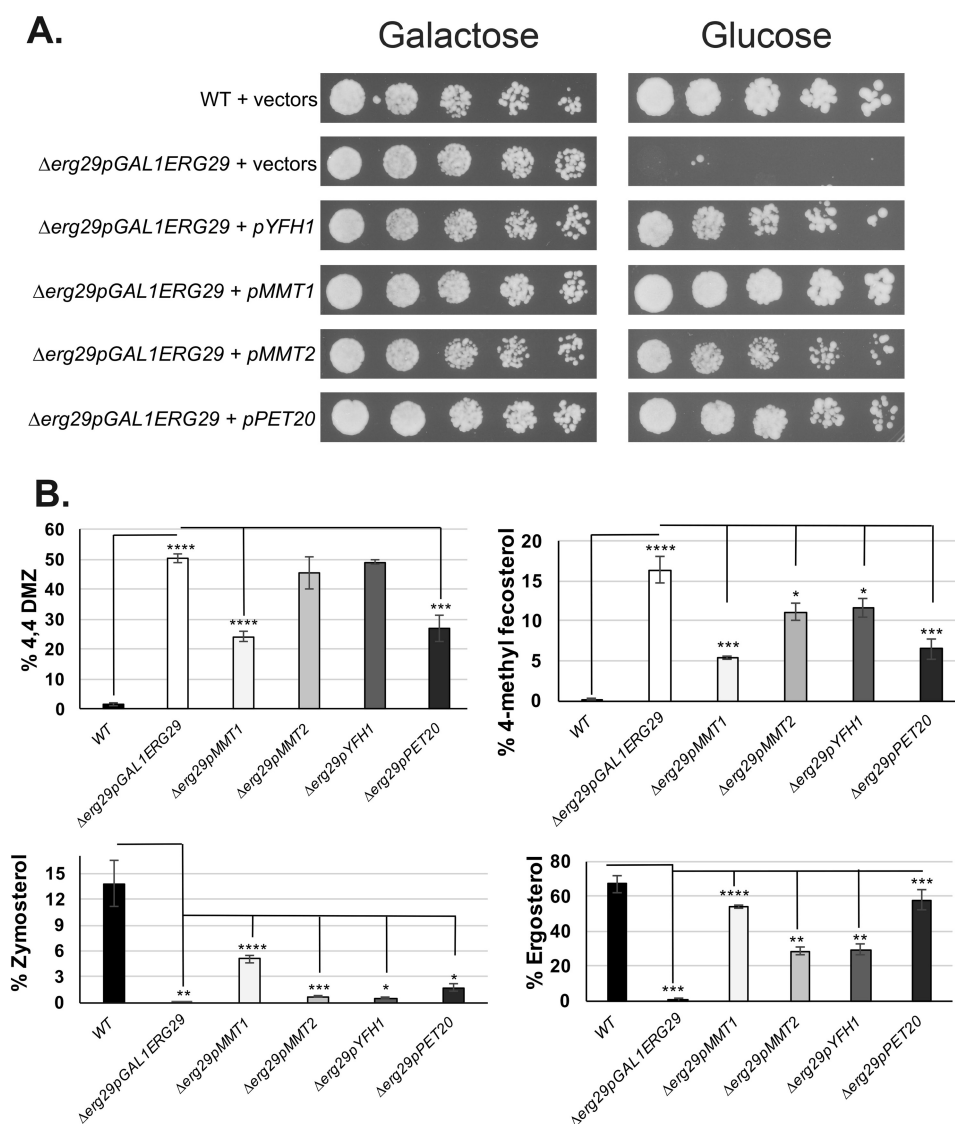 A.
Galactose Glucose
WT + vectors
Δerg29pGAL1ERG29 + vectors
Δerg29pGAL1ERG29 + pYFH1
Δerg29pGAL1ERG29 + pMMT1
Δerg29pGAL1ERG29 + pMMT2
Δerg29pGAL1ERG29 + pPET20
B.
% 4,4 DMZ
60
50
40
30
20
10
0
****
****
***
WT
Δerg29pGAL1ERG29
Δerg29pMMT1
Δerg29pMMT2
Δerg29pYFH1
Δerg29pPET20
% 4-methyl fecosterol
20
15
10
5
0
****
***
*
*
***
WT
Δerg29pGAL1ERG29
Δerg29pMMT1
Δerg29pMMT2
Δerg29pYFH1
Δerg29pPET20
% Zymosterol
15
12
9
6
3
0
**
****
***
*
*
WT
Δerg29pGAL1ERG29
Δerg29pMMT1
Δerg29pMMT2
Δerg29pYFH1
Δerg29pPET20
% Ergosterol
80
60
40
20
0
***
****
**
**
***
WT
Δerg29pGAL1ERG29
Δerg29pMMT1
Δerg29pMMT2
Δerg29pYFH1
Δerg29pPET20